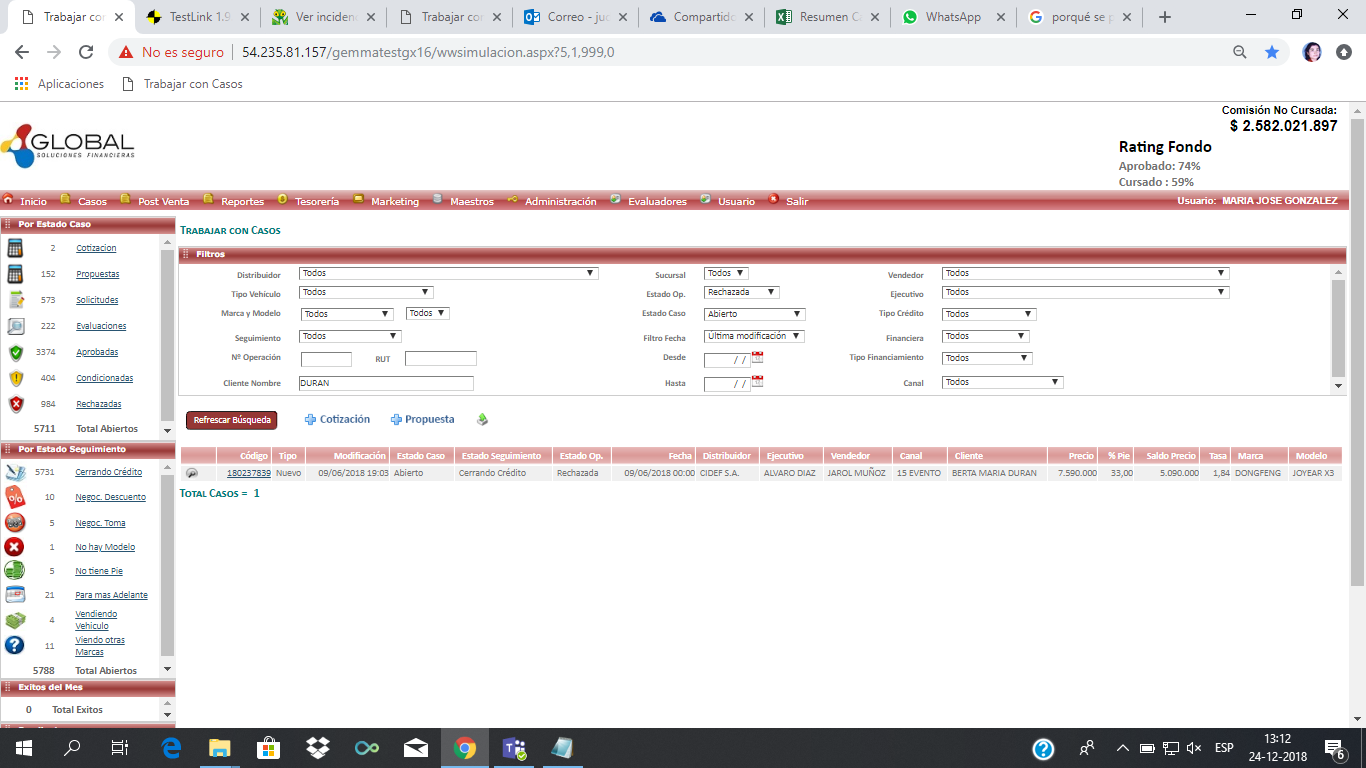 Trabajar co
TestLink 1.9
Ver inciden
Trabajar co
Correo - juc
Compartido
Resumen C
WhatsApp
porqué se p
No es seguro
54.235.81.157/gemmatestgx16/wwsimulacion.aspx?5,1,999,0
Aplicaciones
Trabajar con Casos
Comisión No Cursada:
$ 2.582.021.897
GLOBAL
SOLUCIONES FINANCIERAS
Rating Fondo
Aprobado: 74%
Cursado : 59%
Inicio Casos Post Venta Reportes Tesorería Marketing Maestros Administración Evaluadores Usuario Salir Usuario: MARIA JOSE GONZALEZ
Por Estado Caso
2 Cotizacion
152 Propuestas
573 Solicitudes
222 Evaluaciones
3374 Aprobadas
404 Condicionadas
984 Rechazadas
5711 Total Abiertos
Por Estado Seguimiento
5731 Cerrando Crédito
10 Negoc. Descuento
5 Negoc. Toma
1 No hay Modelo
5 No tiene Pie
21 Para mas Adelante
4 Vendiendo
Vehiculo
11 Viendo otras
Marcas
5788 Total Abiertos
Exitos del Mes
0 Total Exitos
Trabajar con Casos
Filtros
Distribuidor Todos Sucursal Todos Vendedor Todos
Tipo Vehículo Todos Estado Op. Rechazada Ejecutivo Todos
Marca y Modelo Todos Todos Estado Caso Abierto Tipo Crédito Todos
Seguimiento Todos Filtro Fecha Ultima modificación Financiera Todos
Nº Operación RUT Desde / / Tipo Financiamiento Todos
Cliente Nombre DURAN Hasta / / Canal Todos
Refrescar Búsqueda Cotización Propuesta
Código Tipo Modificación Estado Caso Estado Seguimiento Estado Op. Fecha Distribuidor Ejecutivo Vendedor Canal Cliente Precio % Pie Saldo Precio Tasa Marca Modelo
180237839 Nuevo 09/06/2018 19:03 Abierto Cerrando Crédito Rechazada 09/06/2018 00:00 CIDEF S.A. ALVARO DIAZ JAROL MUÑOZ 15 EVENTO BERTA MARIA DURAN 7.590.000 33,00 5.090.000 1,84 DONGFENG JOYEAR X3
Total Casos = 1
ESP
13:12
24-12-2018
6